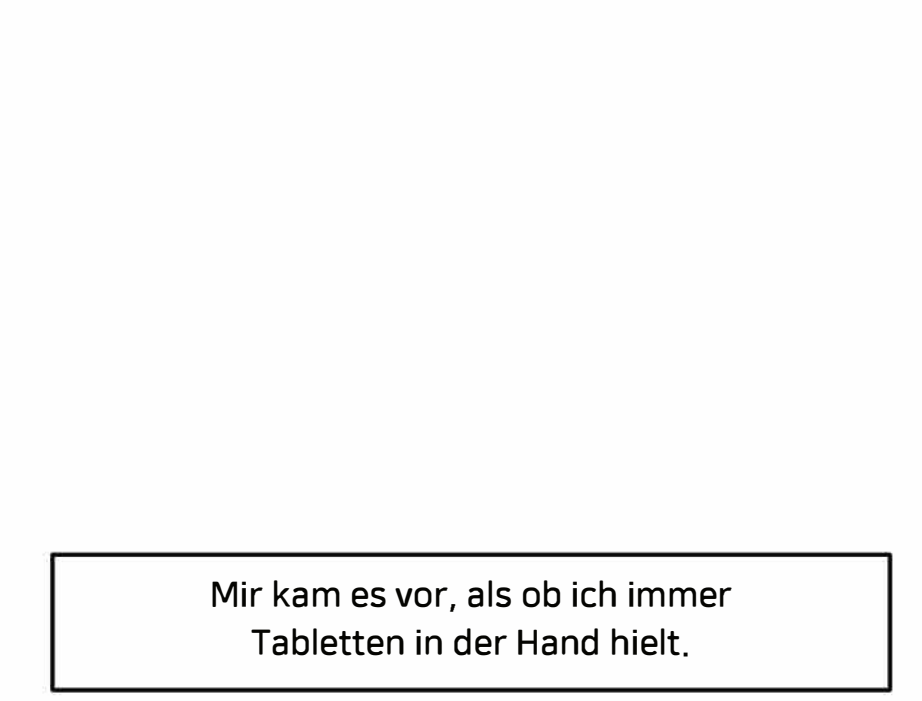 Mir kam es vor, als ob ich immer
Tabletten in der Hand hielt.